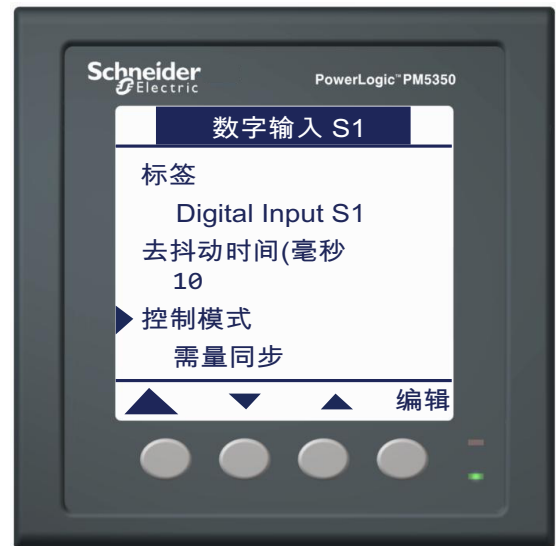 Schneider
Electric
PowerLogic™ PM5350
数字输入 S1
标签
Digital Input S1
去抖动时间(毫秒
10
控制模式
需量同步
编辑